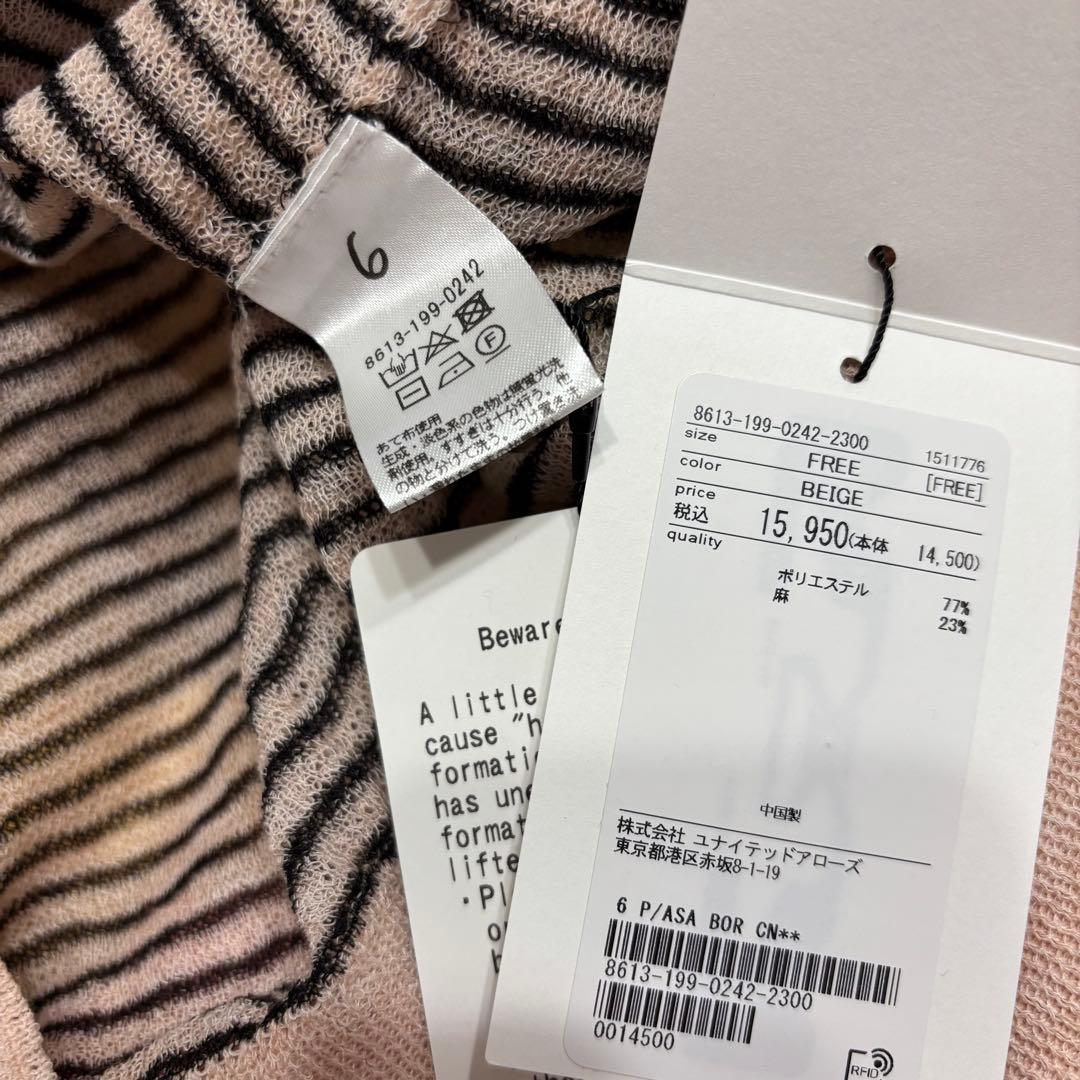 6
8613-199-0242
F
あて布使用
生成・淡色系の色物は無蛍光洗
剤使用。すすぎは十分行う。他
の物と分けて洗う。つけ置き注
Beware
A little
cause "h
formati
has une
format
lifte
・Pl
8613-199-0242-2300
1511776
size FREE [FREE]
color BEIGE
price
税込 15,950(本体 14,500)
quality
ポリエステル 77%
麻 23%
中国製
株式会社 ユナイテッドアローズ
東京都港区赤坂8-1-19
6 P/ASA BOR CN**
8613-199-0242-2300
0014500
RFID